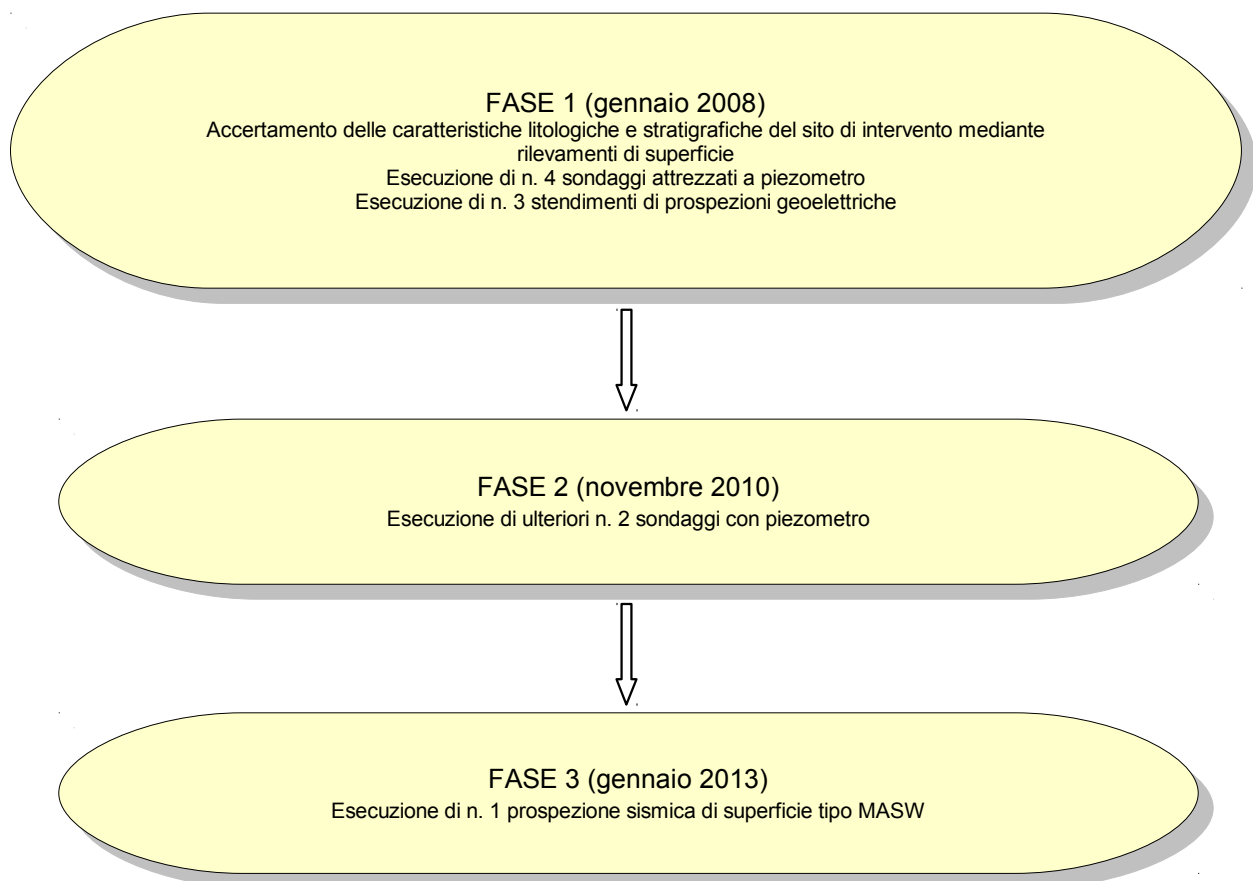 FASE 1 (gennaio 2008)
Accertamento delle caratteristiche litologiche e stratigrafiche del sito di intervento mediante
rilevamenti di superficie
Esecuzione di n. 4 sondaggi attrezzati a piezometro
Esecuzione di n. 3 stendimenti di prospezioni geoelettriche
FASE 2 (novembre 2010)
Esecuzione di ulteriori n. 2 sondaggi con piezometro
FASE 3 (gennaio 2013)
Esecuzione di n. 1 prospezione sismica di superficie tipo MASW